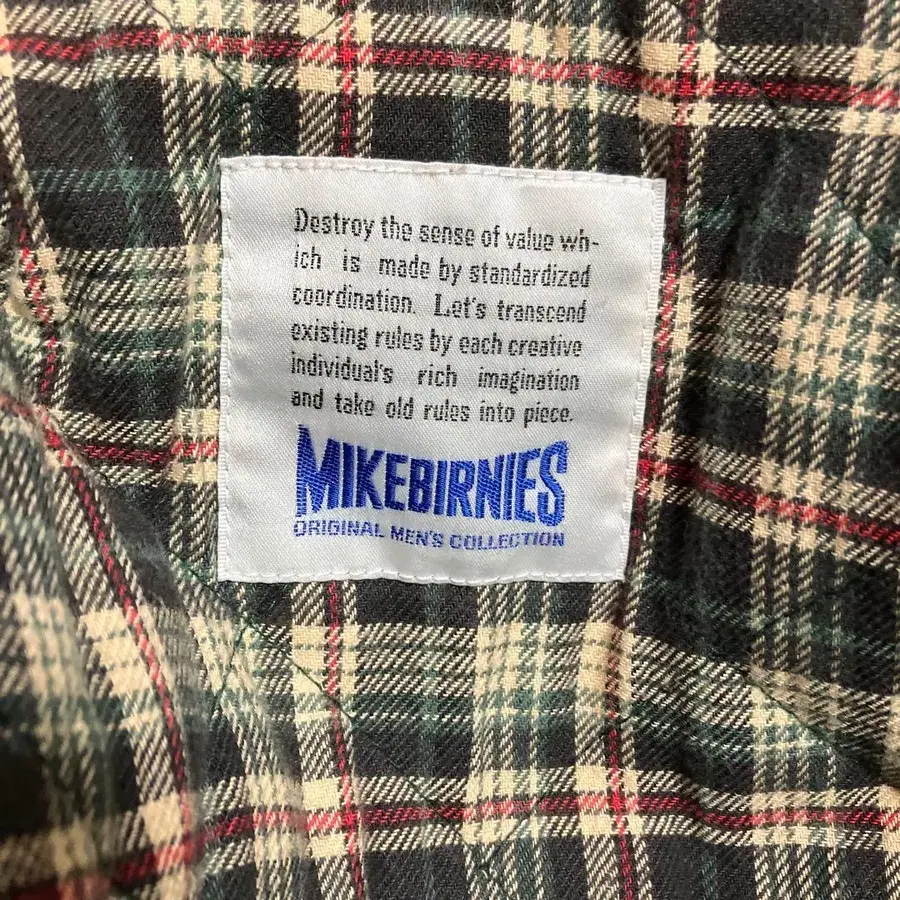 Destroy the sense of value wh-
ich is made by standardized
coordination. Let's transcend
existing rules by each creative
individual's rich imagination
and take old rules into piece.
MIKEBIRNIES
ORIGINAL MEN'S COLLECTION